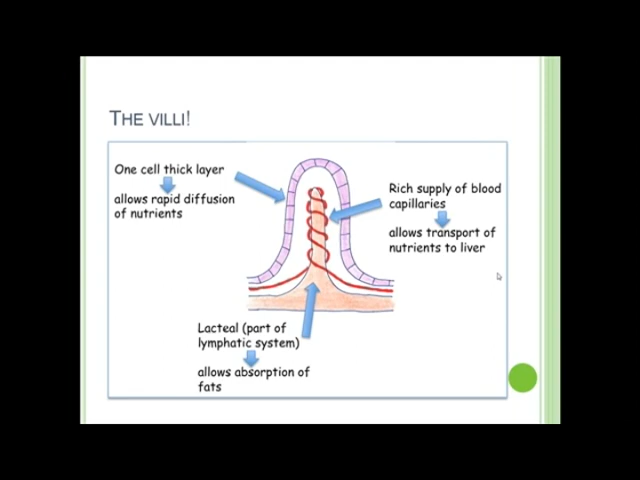 THE VILLI!
One cell thick layer
allows rapid diffusion
of nutrients
Rich supply of blood
capillaries
allows transport of
nutrients to liver
Lacteal (part of
lymphatic system)
allows absorption of
fats